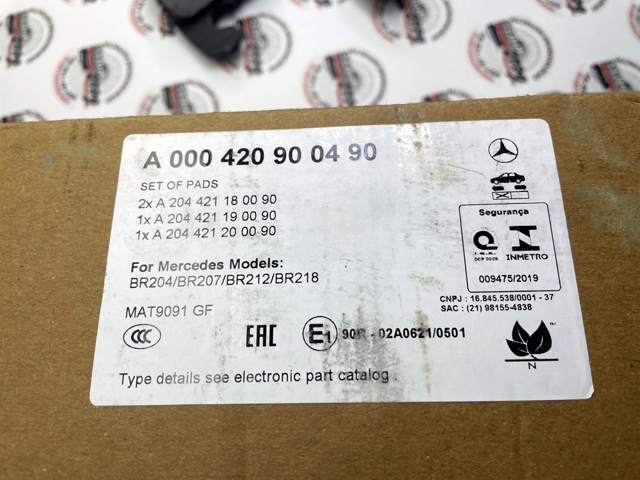 A 000 420 90 04 90
SET OF PADS
2x A 204 421 18 00 90
1x A 204 421 19 00 90
1x A 204 421 20 00 90
For Mercedes Models:
BR204/BR207/BR212/BR218
MAT9091 GF
CCC
EAC
E1 90R - 02A0621/0501
Type details see electronic part catalog
Segurança
INMETRO
009475/2019
CNPJ : 16.845.538/0001 - 37
SAC : (21) 98155-4838
N